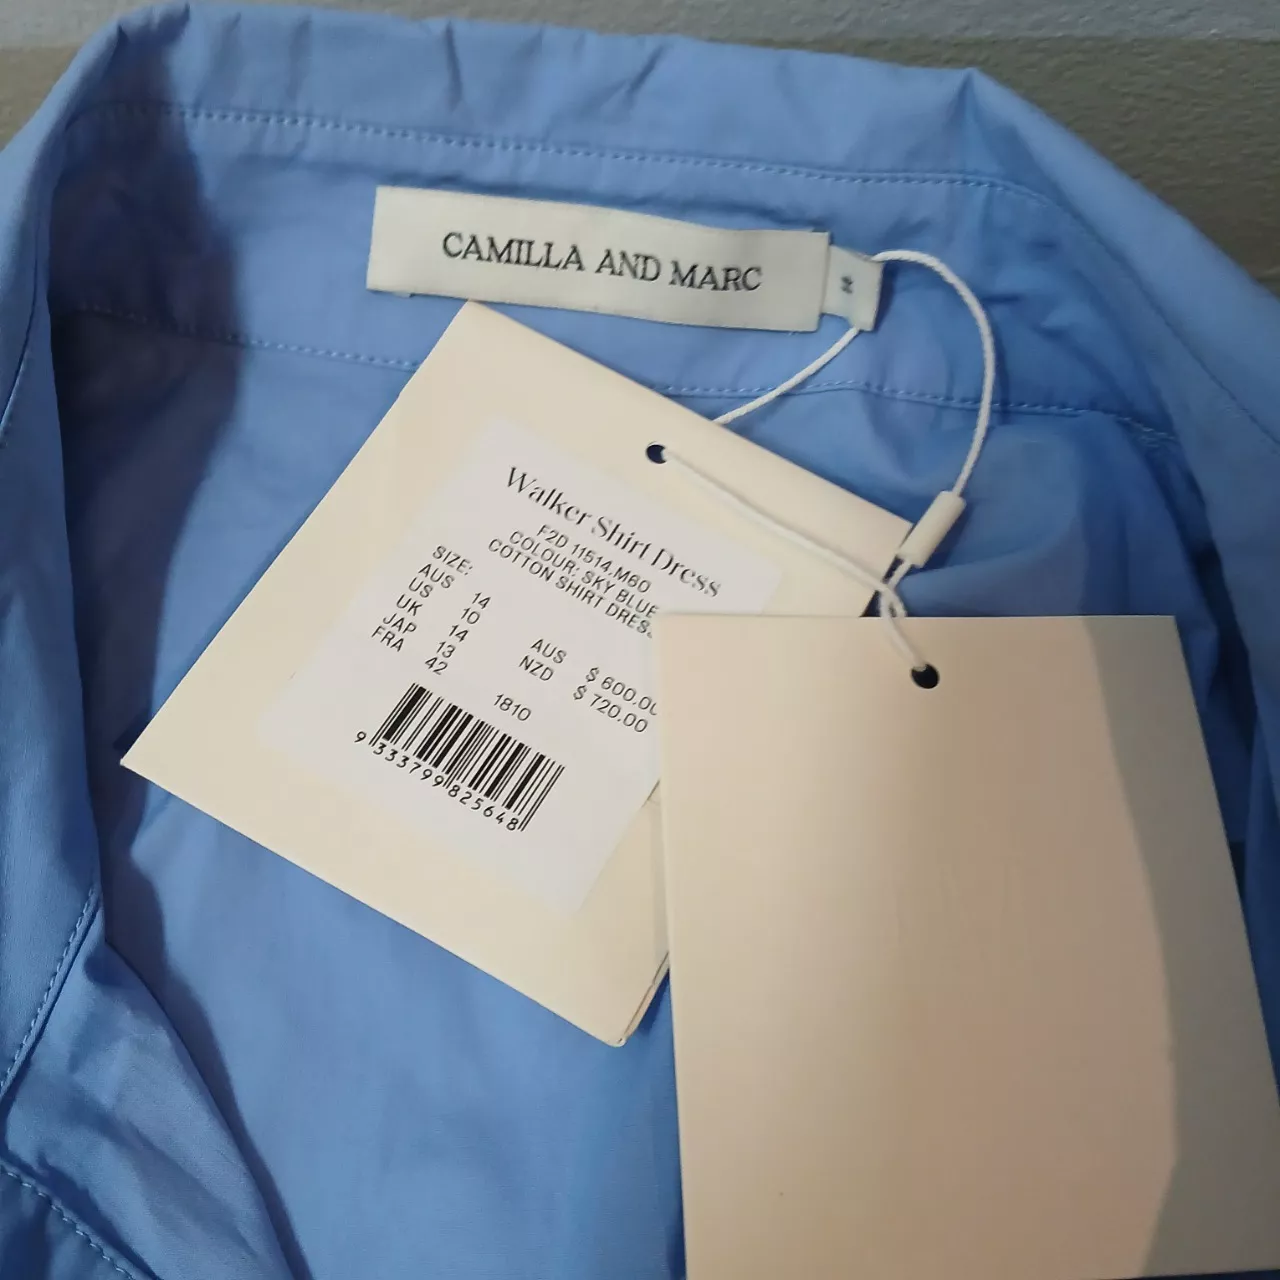 CAMILLA AND MARC
Walker Shirt Dress
F2D 11514.M60
COLOUR: SKY BLUE
COTTON SHIRT DRES
SIZE:
AUS 14
US 10
UK 14
JAP 13
FRA 42
AUS $ 600.00
NZD $ 720.00
1810
9 333799 825648